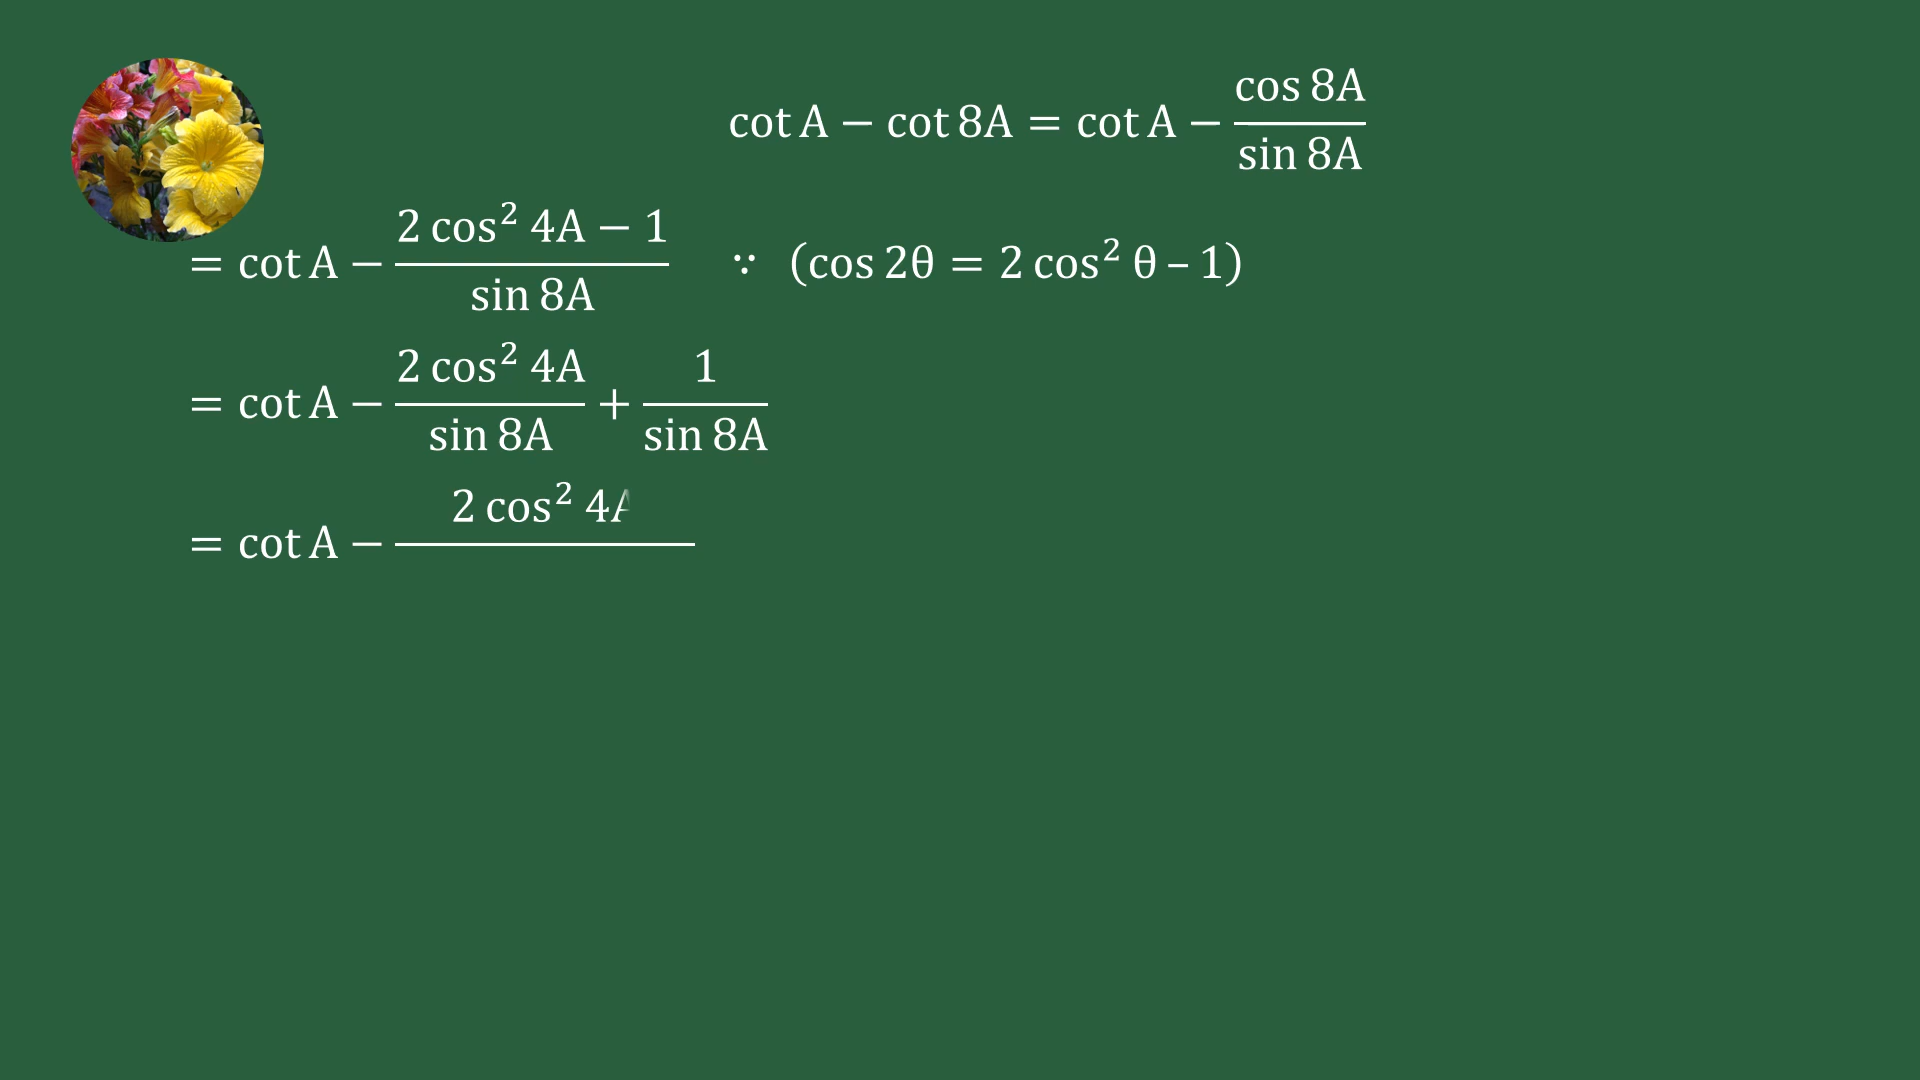 cot A − cot 8A = cot A − cos 8A / sin 8A
= cot A − (2 cos² 4A − 1) / sin 8A ∵ (cos 2θ = 2 cos² θ – 1)
= cot A − 2 cos² 4A / sin 8A + 1 / sin 8A
= cot A − 2 cos² 4A